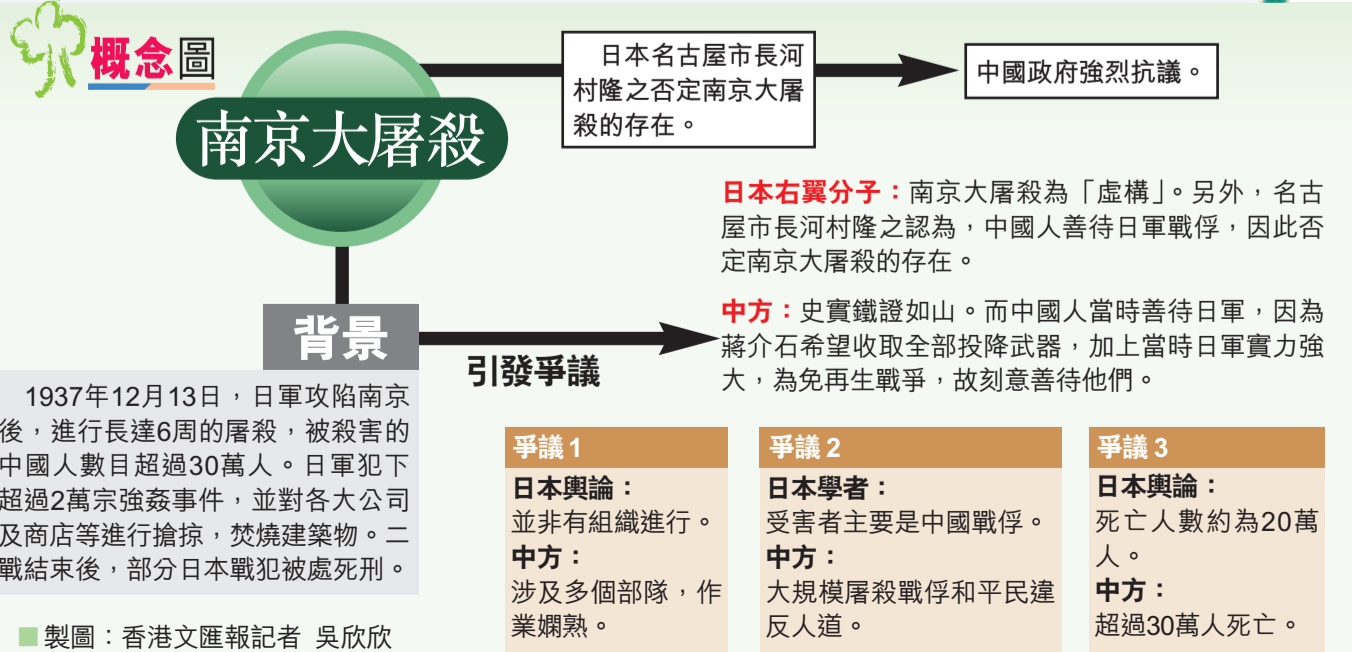 概念圖
南京大屠殺
日本名古屋市長河
村隆之否定南京大屠
殺的存在。
中國政府強烈抗議。
日本右翼分子：南京大屠殺為「虛構」。另外，名古
屋市長河村隆之認為，中國人善待日軍戰俘，因此否
定南京大屠殺的存在。
中方：史實鐵證如山。而中國人當時善待日軍，因為
蔣介石希望收取全部投降武器，加上當時日軍實力強
大，為免再生戰爭，故刻意善待他們。
背景
引發爭議
1937年12月13日，日軍攻陷南京
後，進行長達6周的屠殺，被殺害的
中國人數目超過30萬人。日軍犯下
超過2萬宗強姦事件，並對各大公司
及商店等進行搶掠，焚燒建築物。二
戰結束後，部分日本戰犯被處死刑。
爭議1
日本輿論：
並非有組織進行。
中方：
涉及多個部隊，作
業嫻熟。
爭議2
日本學者：
受害者主要是中國戰俘。
中方：
大規模屠殺戰俘和平民違
反人道。
爭議3
日本輿論：
死亡人數約為20萬
人。
中方：
超過30萬人死亡。
■製圖：香港文匯報記者 吳欣欣